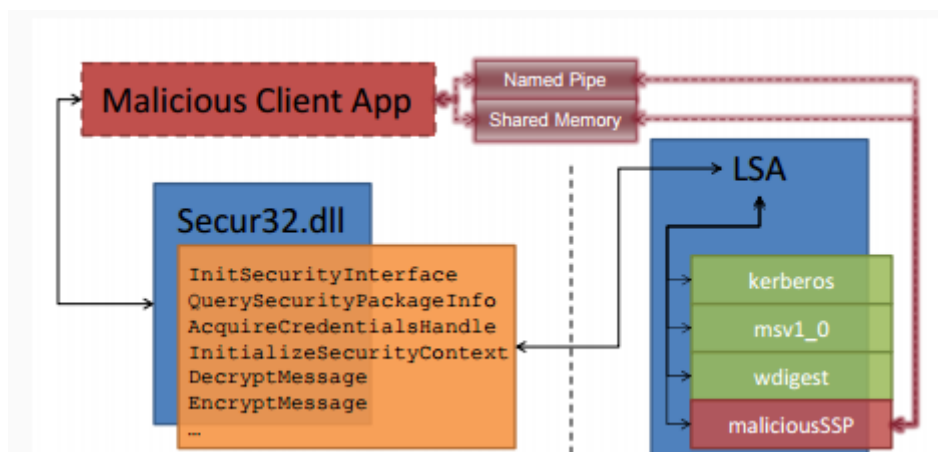 Malicious Client App
Named Pipe
Shared Memory
Secur32.dll
InitSecurityInterface
QuerySecurityPackageInfo
AcquireCredentialsHandle
InitializeSecurityContext
DecryptMessage
EncryptMessage
…
LSA
kerberos
msv1_0
wdigest
maliciousSSP